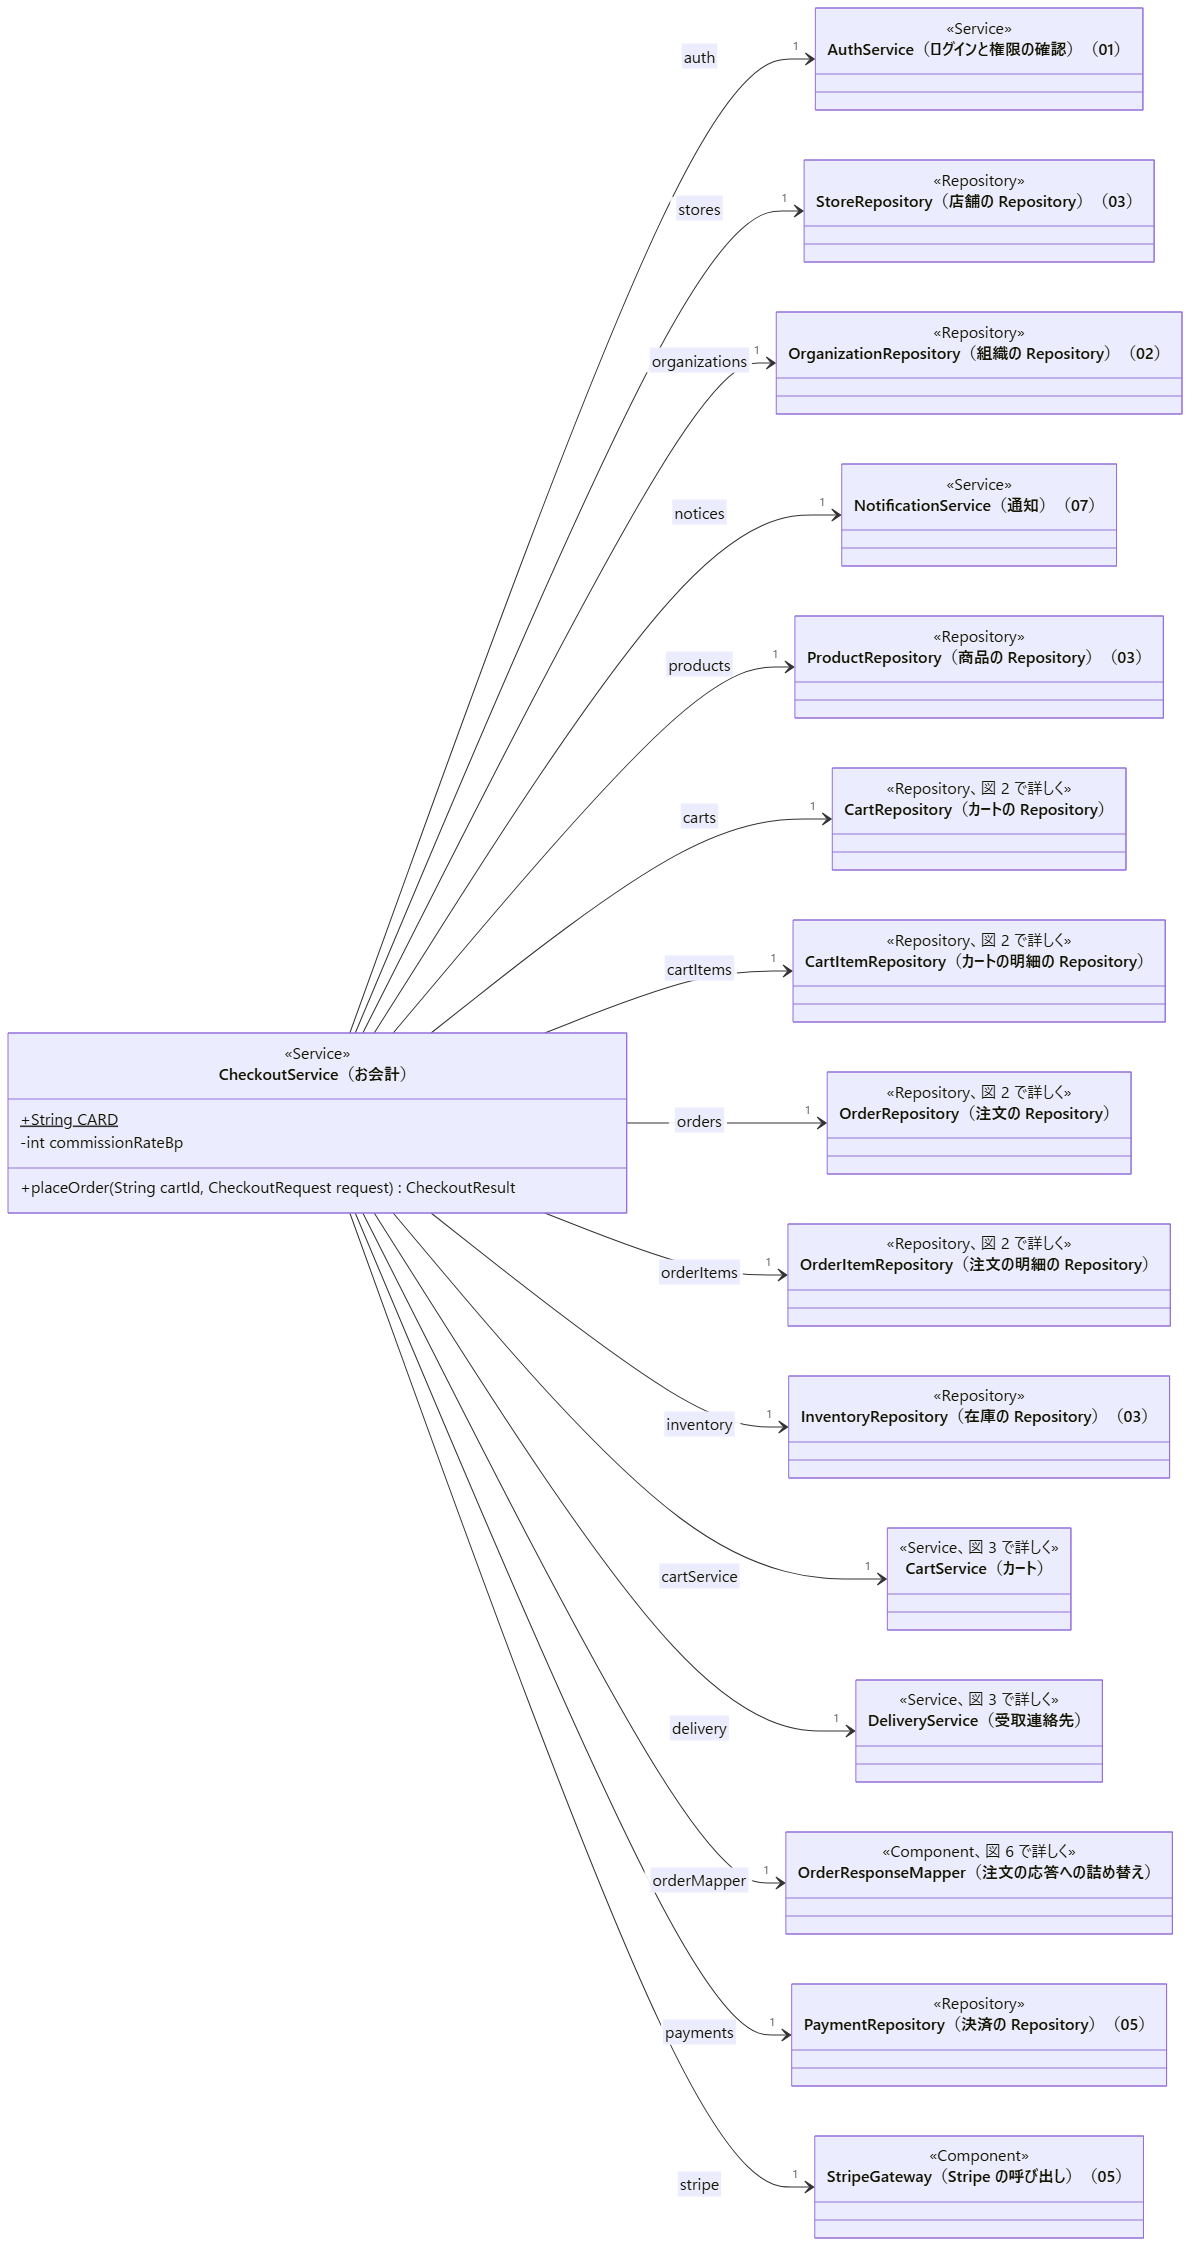 «Service»
AuthService（ログインと権限の確認）（01）
auth
1
«Repository»
StoreRepository（店舗の Repository）（03）
stores
1
«Repository»
OrganizationRepository（組織の Repository）（02）
organizations
1
«Service»
NotificationService（通知）（07）
notices
1
«Repository»
ProductRepository（商品の Repository）（03）
products
1
«Repository、図 2 で詳しく»
CartRepository（カートの Repository）
carts
1
«Repository、図 2 で詳しく»
CartItemRepository（カートの明細の Repository）
cartItems
1
«Service»
CheckoutService（お会計）
+String CARD
-int commissionRateBp
+placeOrder(String cartId, CheckoutRequest request) : CheckoutResult
«Repository、図 2 で詳しく»
OrderRepository（注文の Repository）
orders
1
«Repository、図 2 で詳しく»
OrderItemRepository（注文の明細の Repository）
orderItems
1
«Repository»
InventoryRepository（在庫の Repository）（03）
inventory
1
«Service、図 3 で詳しく»
CartService（カート）
cartService
1
«Service、図 3 で詳しく»
DeliveryService（受取連絡先）
delivery
1
«Component、図 6 で詳しく»
OrderResponseMapper（注文の応答への詰め替え）
orderMapper
1
«Repository»
PaymentRepository（決済の Repository）（05）
payments
1
«Component»
StripeGateway（Stripe の呼び出し）（05）
stripe
1